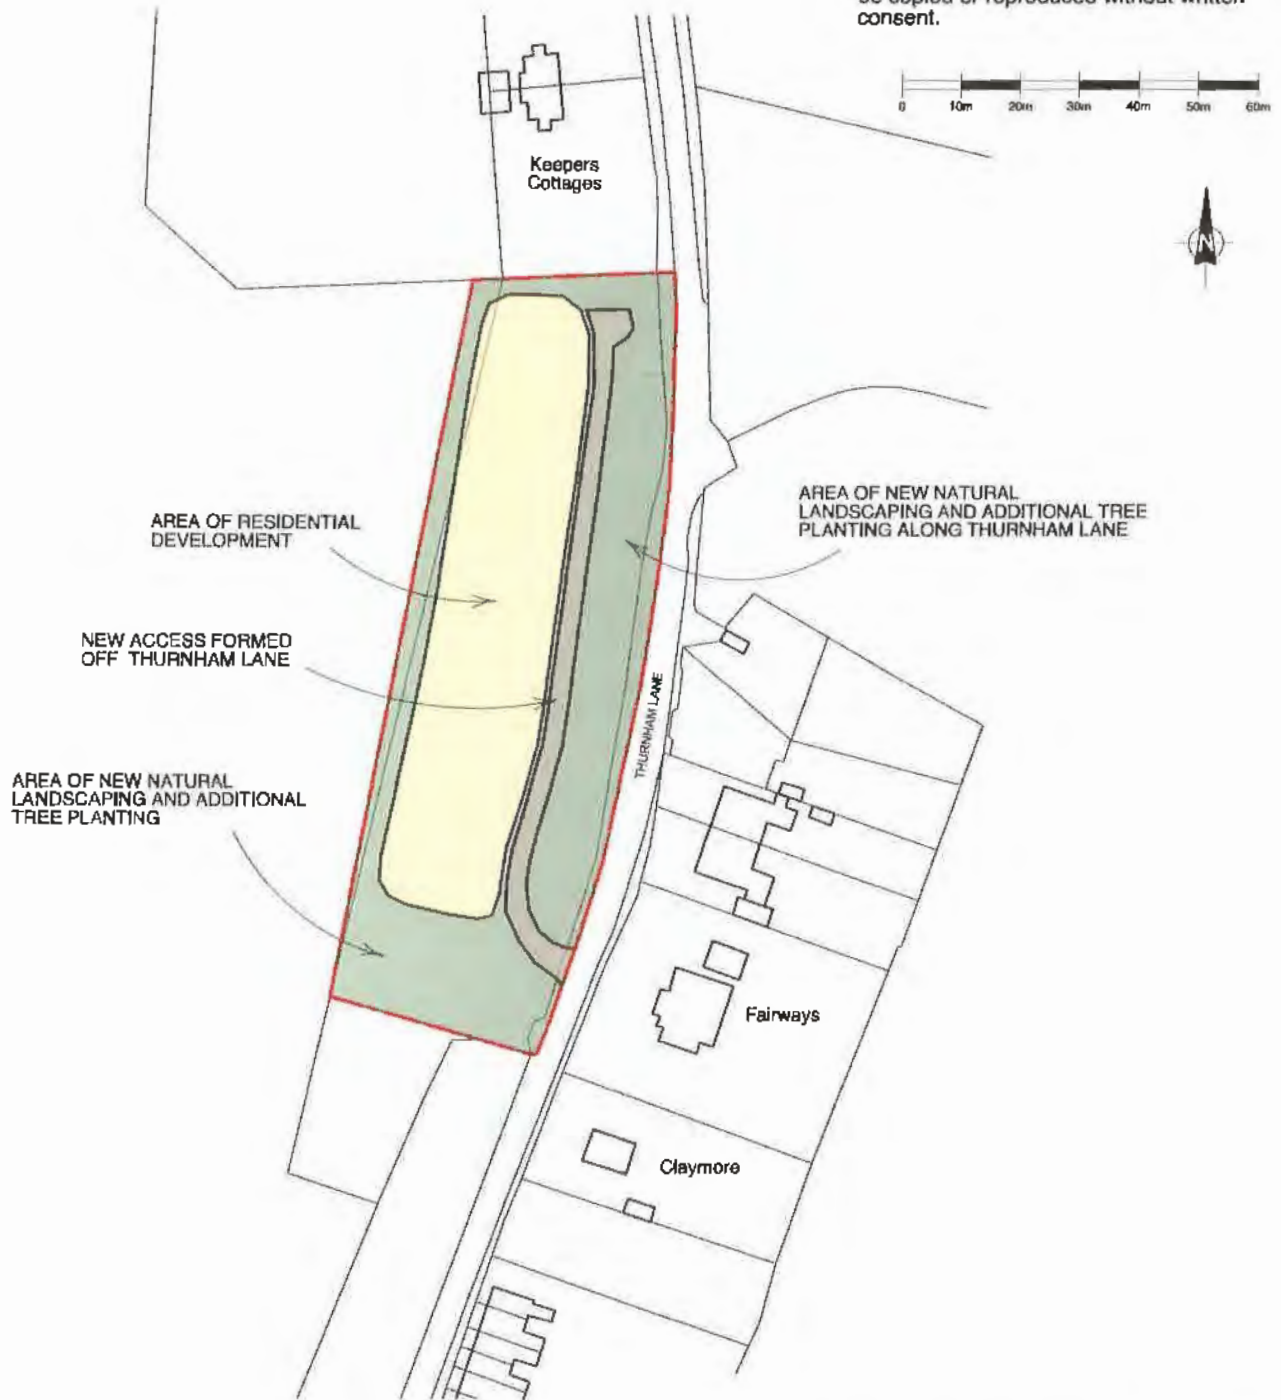 consent.
0 10m 20m 30m 40m 50m 60m
Keepers
Cottages
N
AREA OF RESIDENTIAL
DEVELOPMENT
AREA OF NEW NATURAL
LANDSCAPING AND ADDITIONAL TREE
PLANTING ALONG THURNHAM LANE
NEW ACCESS FORMED
OFF THURNHAM LANE
THURNHAM LANE
AREA OF NEW NATURAL
LANDSCAPING AND ADDITIONAL
TREE PLANTING
Fairways
Claymore